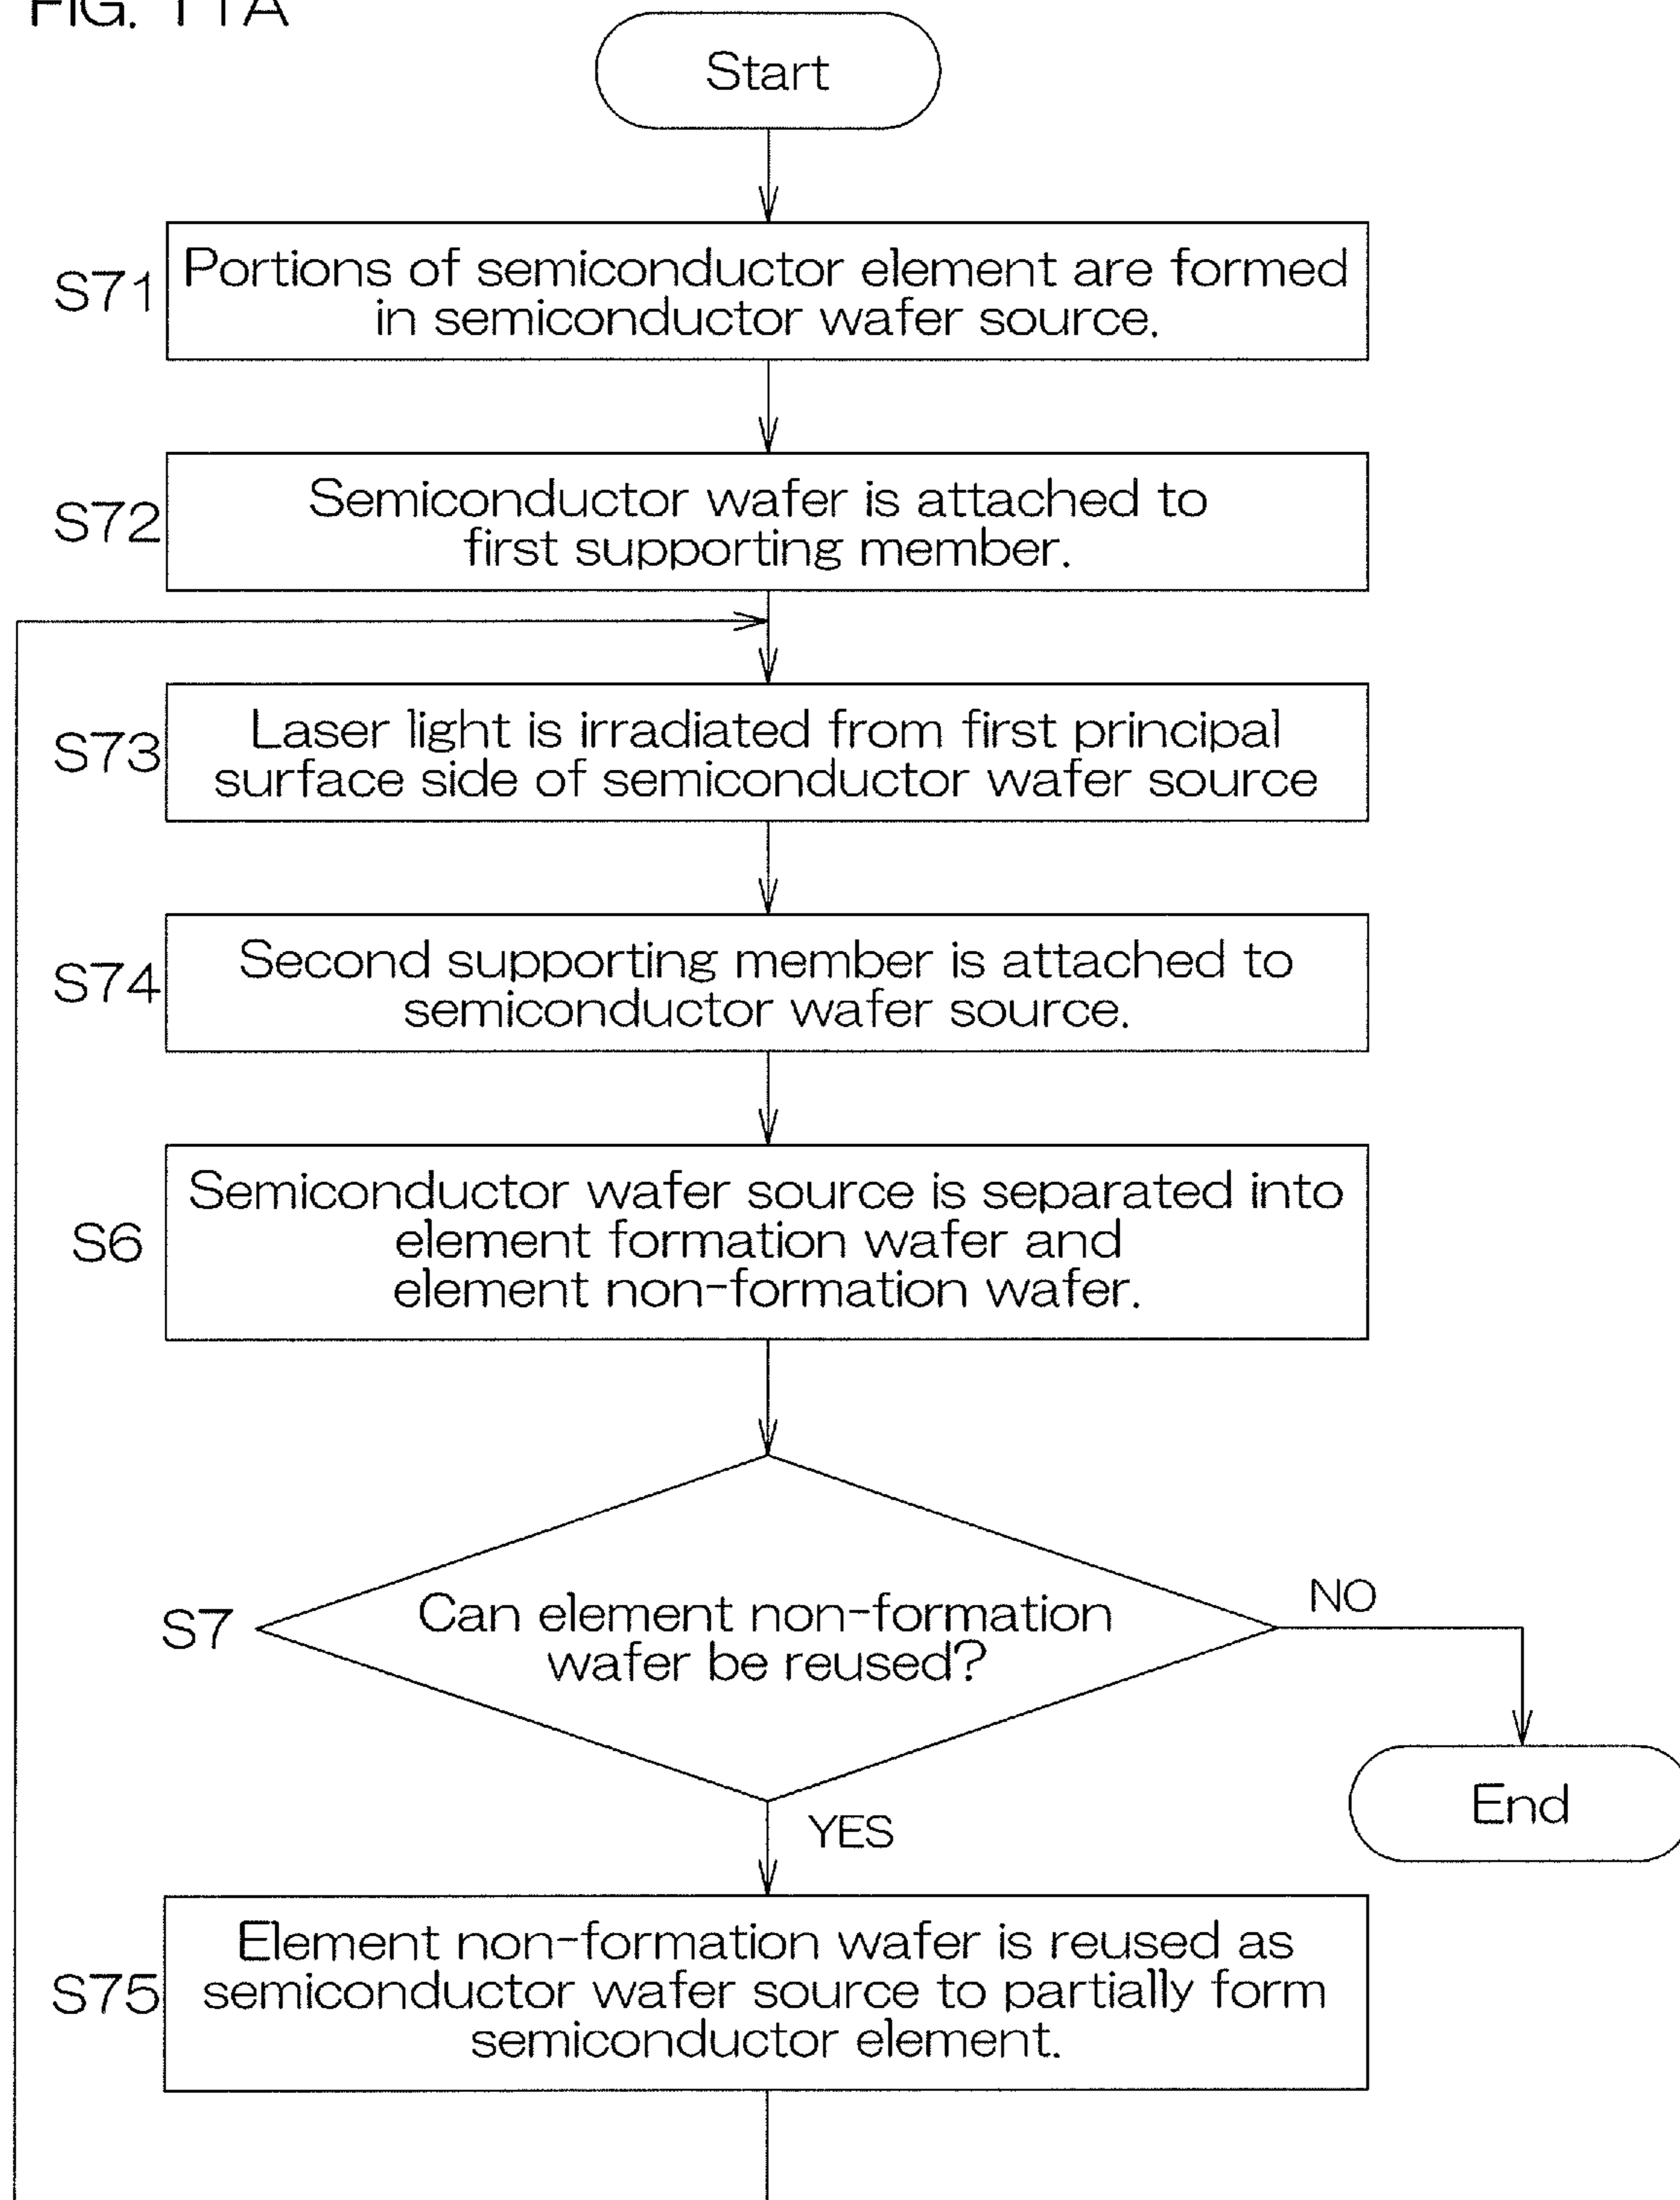 FIG. 11A
Start
S71
Portions of semiconductor element are formed
in semiconductor wafer source.
S72
Semiconductor wafer is attached to
first supporting member.
S73
Laser light is irradiated from first principal
surface side of semiconductor wafer source
S74
Second supporting member is attached to
semiconductor wafer source.
S6
Semiconductor wafer source is separated into
element formation wafer and
element non-formation wafer.
S7
Can element non-formation
wafer be reused?
NO
End
YES
S75
Element non-formation wafer is reused as
semiconductor wafer source to partially form
semiconductor element.